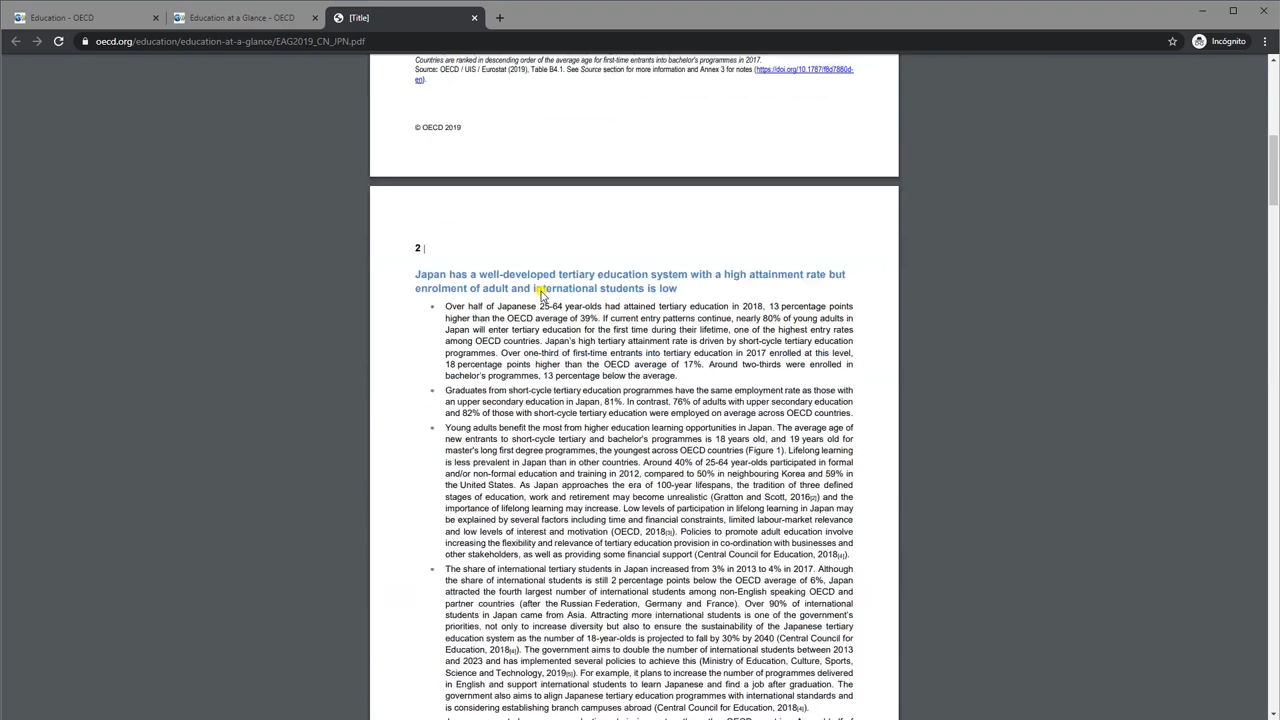 Education - OECD
Education at a Glance - OECD
[Title]
oecd.org/education/education-at-a-glance/EAG2019_CN_JPN.pdf
Incógnito
Countries are ranked in descending order of the average age for first-time entrants into bachelor's programmes in 2017.
Source: OECD / UIS / Eurostat (2019), Table B4.1. See Source section for more information and Annex 3 for notes (https://doi.org/10.1787/f8d7880d-
en).
© OECD 2019
2 |
Japan has a well-developed tertiary education system with a high attainment rate but
enrolment of adult and international students is low
Over half of Japanese 25-64 year-olds had attained tertiary education in 2018, 13 percentage points
higher than the OECD average of 39%. If current entry patterns continue, nearly 80% of young adults in
Japan will enter tertiary education for the first time during their lifetime, one of the highest entry rates
among OECD countries. Japan's high tertiary attainment rate is driven by short-cycle tertiary education
programmes. Over one-third of first-time entrants into tertiary education in 2017 enrolled at this level,
18 percentage points higher than the OECD average of 17%. Around two-thirds were enrolled in
bachelor's programmes, 13 percentage below the average.
Graduates from short-cycle tertiary education programmes have the same employment rate as those with
an upper secondary education in Japan, 81%. In contrast, 76% of adults with upper secondary education
and 82% of those with short-cycle tertiary education were employed on average across OECD countries.
Young adults benefit the most from higher education learning opportunities in Japan. The average age of
new entrants to short-cycle tertiary and bachelor's programmes is 18 years old, and 19 years old for
master's long first degree programmes, the youngest across OECD countries (Figure 1). Lifelong learning
is less prevalent in Japan than in other countries. Around 40% of 25-64 year-olds participated in formal
and/or non-formal education and training in 2012, compared to 50% in neighbouring Korea and 59% in
the United States. As Japan approaches the era of 100-year lifespans, the tradition of three defined
stages of education, work and retirement may become unrealistic (Gratton and Scott, 2016[2]) and the
importance of lifelong learning may increase. Low levels of participation in lifelong learning in Japan may
be explained by several factors including time and financial constraints, limited labour-market relevance
and low levels of interest and motivation (OECD, 2018[3]). Policies to promote adult education involve
increasing the flexibility and relevance of tertiary education provision in co-ordination with businesses and
other stakeholders, as well as providing some financial support (Central Council for Education, 2018[4]).
The share of international tertiary students in Japan increased from 3% in 2013 to 4% in 2017. Although
the share of international students is still 2 percentage points below the OECD average of 6%, Japan
attracted the fourth largest number of international students among non-English speaking OECD and
partner countries (after the Russian Federation, Germany and France). Over 90% of international
students in Japan came from Asia. Attracting more international students is one of the government's
priorities, not only to increase diversity but also to ensure the sustainability of the Japanese tertiary
education system as the number of 18-year-olds is projected to fall by 30% by 2040 (Central Council for
Education, 2018[4]). The government aims to double the number of international students between 2013
and 2023 and has implemented several policies to achieve this (Ministry of Education, Culture, Sports,
Science and Technology, 2019[5]). For example, it plans to increase the number of programmes delivered
in English and support international students to learn Japanese and find a job after graduation. The
government also aims to align Japanese tertiary education programmes with international standards and
is considering establishing branch campuses abroad (Central Council for Education, 2018[4]).